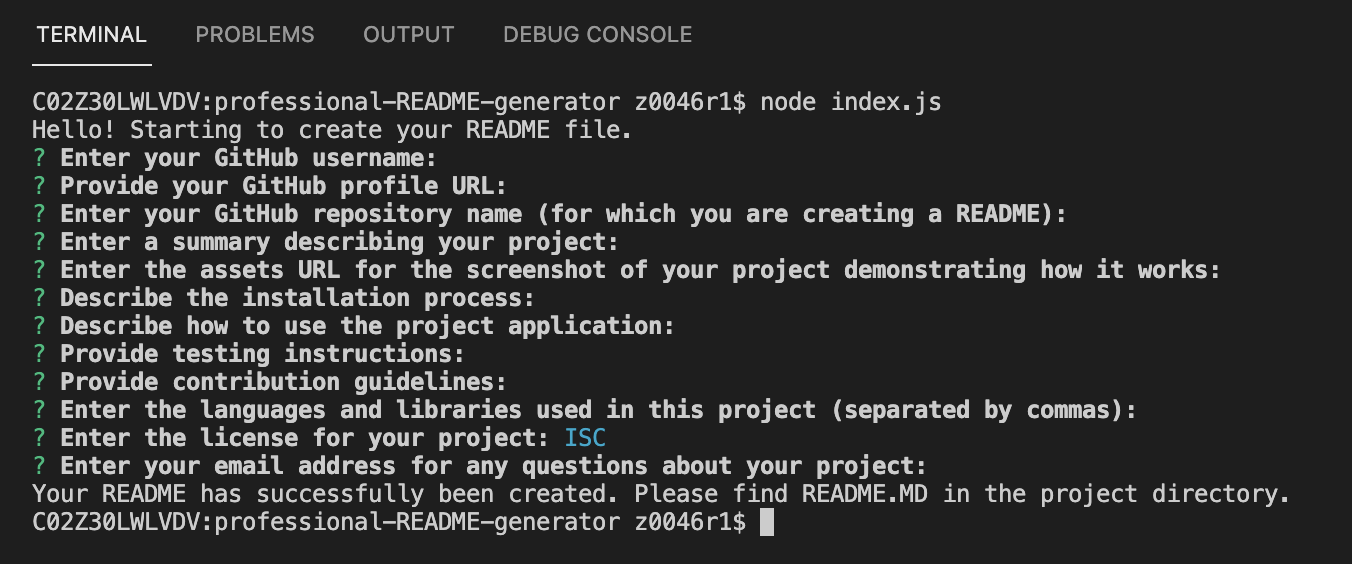 TERMINAL PROBLEMS OUTPUT DEBUG CONSOLE
C02Z30LWLVDV:professional-README-generator z0046r1$ node index.js
Hello! Starting to create your README file.
? Enter your GitHub username:
? Provide your GitHub profile URL:
? Enter your GitHub repository name (for which you are creating a README):
? Enter a summary describing your project:
? Enter the assets URL for the screenshot of your project demonstrating how it works:
? Describe the installation process:
? Describe how to use the project application:
? Provide testing instructions:
? Provide contribution guidelines:
? Enter the languages and libraries used in this project (separated by commas):
? Enter the license for your project: ISC
? Enter your email address for any questions about your project:
Your README has successfully been created. Please find README.MD in the project directory.
C02Z30LWLVDV:professional-README-generator z0046r1$